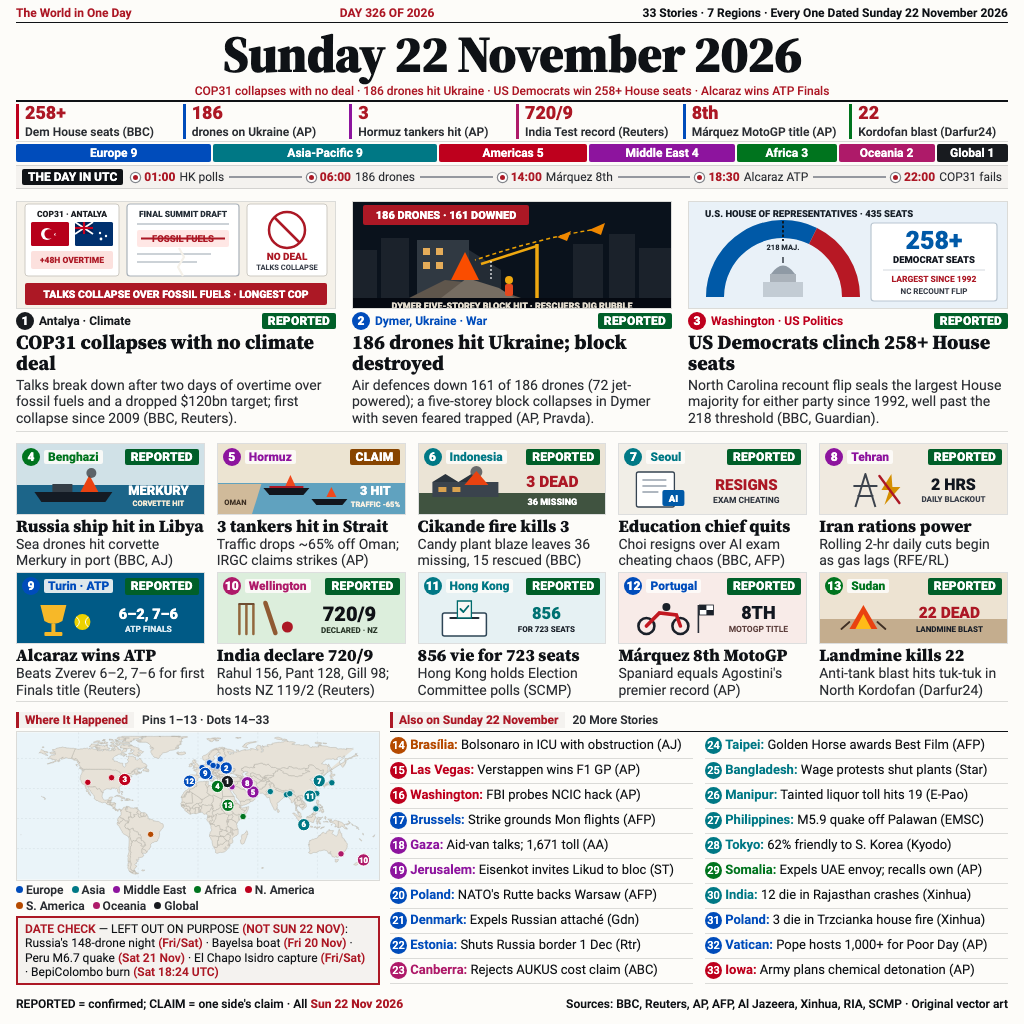 The World in One Day
DAY 326 OF 2026
33 Stories · 7 Regions · Every One Dated Sunday 22 November 2026
Sunday 22 November 2026
COP31 collapses with no deal · 186 drones hit Ukraine · US Democrats win 258+ House seats · Alcaraz wins ATP Finals
258+
Dem House seats (BBC)
186
drones on Ukraine (AP)
3
Hormuz tankers hit (AP)
720/9
India Test record (Reuters)
8th
Márquez MotoGP title (AP)
22
Kordofan blast (Darfur24)
Europe 9
Asia-Pacific 9
Americas 5
Middle East 4
Africa 3
Oceania 2
Global 1
THE DAY IN UTC
01:00 HK polls
06:00 186 drones
14:00 Márquez 8th
18:30 Alcaraz ATP
22:00 COP31 fails
COP31 · ANTALYA
+48H OVERTIME
FINAL SUMMIT DRAFT
FOSSIL FUELS
NO DEAL
TALKS COLLAPSE
TALKS COLLAPSE OVER FOSSIL FUELS · LONGEST COP
1 Antalya · Climate
REPORTED
COP31 collapses with no climate
deal
Talks break down after two days of overtime over
fossil fuels and a dropped $120bn target; first
collapse since 2009 (BBC, Reuters).
186 DRONES · 161 DOWNED
DYMER FIVE-STOREY BLOCK HIT · RESCUERS DIG RUBBLE
2 Dymer, Ukraine · War
REPORTED
186 drones hit Ukraine; block
destroyed
Air defences down 161 of 186 drones (72 jet-
powered); a five-storey block collapses in Dymer
with seven feared trapped (AP, Pravda).
U.S. HOUSE OF REPRESENTATIVES · 435 SEATS
218 MAJ.
258+
DEMOCRAT SEATS
LARGEST SINCE 1992
NC RECOUNT FLIP
3 Washington · US Politics
REPORTED
US Democrats clinch 258+ House
seats
North Carolina recount flip seals the largest House
majority for either party since 1992, well past the
218 threshold (BBC, Guardian).
4 Benghazi
REPORTED
MERKURY
CORVETTE HIT
Russia ship hit in Libya
Sea drones hit corvette
Merkury in port (BBC, AJ)
5 Hormuz
CLAIM
OMAN
3 HIT
TRAFFIC -65%
3 tankers hit in Strait
Traffic drops ~65% off Oman;
IRGC claims strikes (AP)
6 Indonesia
REPORTED
3 DEAD
36 MISSING
Cikande fire kills 3
Candy plant blaze leaves 36
missing, 15 rescued (BBC)
7 Seoul
REPORTED
AI
RESIGNS
EXAM CHEATING
Education chief quits
Choi resigns over AI exam
cheating chaos (BBC, AFP)
8 Tehran
REPORTED
2 HRS
DAILY BLACKOUT
Iran rations power
Rolling 2-hr daily cuts begin
as gas lags (RFE/RL)
9 Turin · ATP
REPORTED
6–2, 7–6
ATP FINALS
Alcaraz wins ATP
Beats Zverev 6–2, 7–6 for first
Finals title (Reuters)
10 Wellington
REPORTED
720/9
DECLARED · NZ
India declare 720/9
Rahul 156, Pant 128, Gill 98;
hosts NZ 119/2 (Reuters)
11 Hong Kong
REPORTED
856
FOR 723 SEATS
856 vie for 723 seats
Hong Kong holds Election
Committee polls (SCMP)
12 Portugal
REPORTED
8TH
MOTOGP TITLE
Márquez 8th MotoGP
Spaniard equals Agostini's
premier record (AP)
13 Sudan
REPORTED
22 DEAD
LANDMINE BLAST
Landmine kills 22
Anti-tank blast hits tuk-tuk in
North Kordofan (Darfur24)
Where It Happened
Pins 1–13 · Dots 14–33
3
12
9
2
1
4
8
5
13
7
11
6
10
Europe
Asia
Middle East
Africa
N. America
S. America
Oceania
Global
DATE CHECK — LEFT OUT ON PURPOSE (NOT SUN 22 NOV):
Russia's 148-drone night (Fri/Sat) · Bayelsa boat (Fri 20 Nov) ·
Peru M6.7 quake (Sat 21 Nov) · El Chapo Isidro capture (Fri/Sat)
· BepiColombo burn (Sat 18:24 UTC)
Also on Sunday 22 November
20 More Stories
14 Brasília: Bolsonaro in ICU with obstruction (AJ)
15 Las Vegas: Verstappen wins F1 GP (AP)
16 Washington: FBI probes NCIC hack (AP)
17 Brussels: Strike grounds Mon flights (AFP)
18 Gaza: Aid-van talks; 1,671 toll (AA)
19 Jerusalem: Eisenkot invites Likud to bloc (ST)
20 Poland: NATO's Rutte backs Warsaw (AFP)
21 Denmark: Expels Russian attaché (Gdn)
22 Estonia: Shuts Russia border 1 Dec (Rtr)
23 Canberra: Rejects AUKUS cost claim (ABC)
24 Taipei: Golden Horse awards Best Film (AFP)
25 Bangladesh: Wage protests shut plants (Star)
26 Manipur: Tainted liquor toll hits 19 (E-Pao)
27 Philippines: M5.9 quake off Palawan (EMSC)
28 Tokyo: 62% friendly to S. Korea (Kyodo)
29 Somalia: Expels UAE envoy; recalls own (AP)
30 India: 12 die in Rajasthan crashes (Xinhua)
31 Poland: 3 die in Trzcianka house fire (Xinhua)
32 Vatican: Pope hosts 1,000+ for Poor Day (AP)
33 Iowa: Army plans chemical detonation (AP)
REPORTED = confirmed; CLAIM = one side's claim · All Sun 22 Nov 2026
Sources: BBC, Reuters, AP, AFP, Al Jazeera, Xinhua, RIA, SCMP · Original vector art